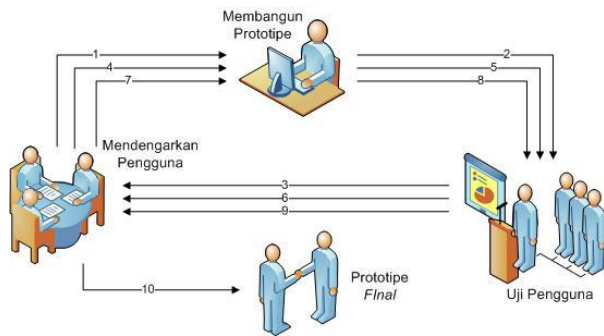 Membangun
Prototipe
1
4
7
2
5
8
Mendengarkan
Pengguna
3
6
9
10
Prototipe
FInal
Uji Pengguna